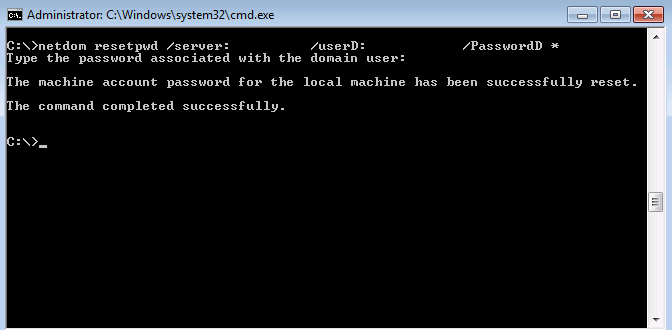 Administrator: C:\Windows\system32\cmd.exe
C:\>netdom resetpwd /server: /userD: /PasswordD *
Type the password associated with the domain user:
The machine account password for the local machine has been successfully reset.
The command completed successfully.
C:\>_